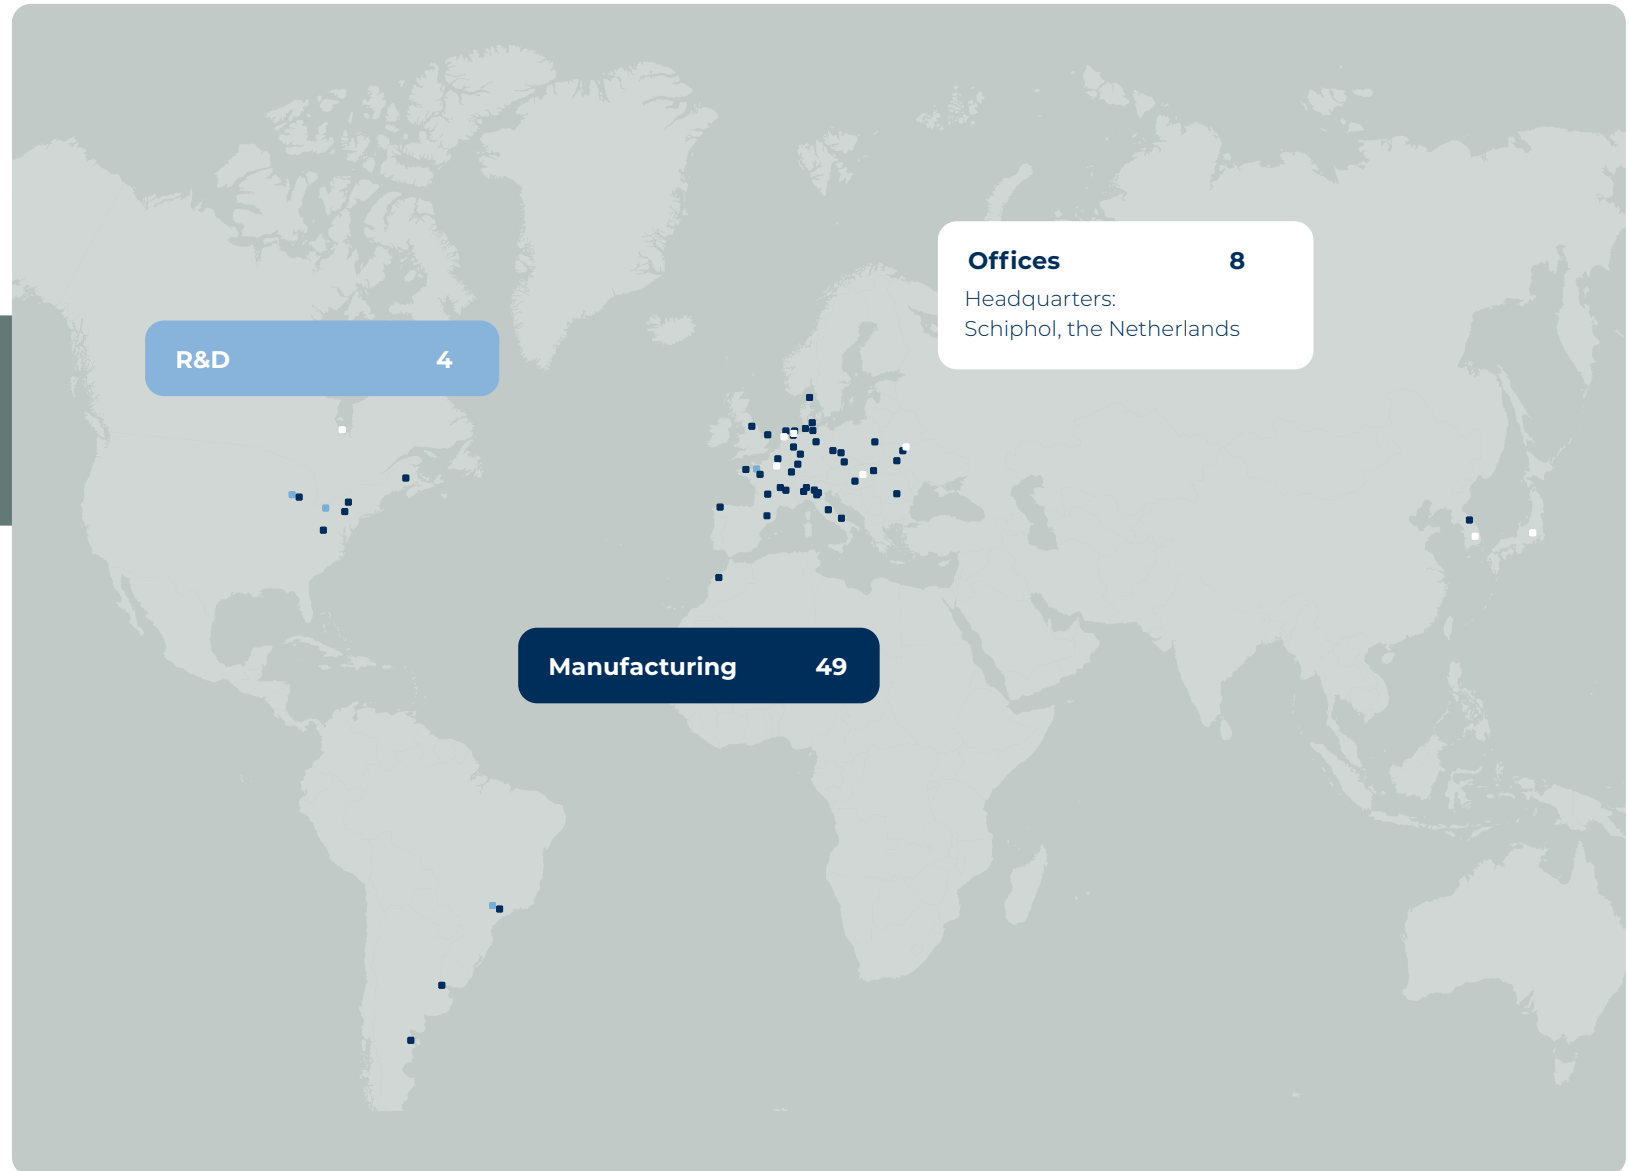 Offices 8
Headquarters:
Schiphol, the Netherlands
R&D 4
Manufacturing 49